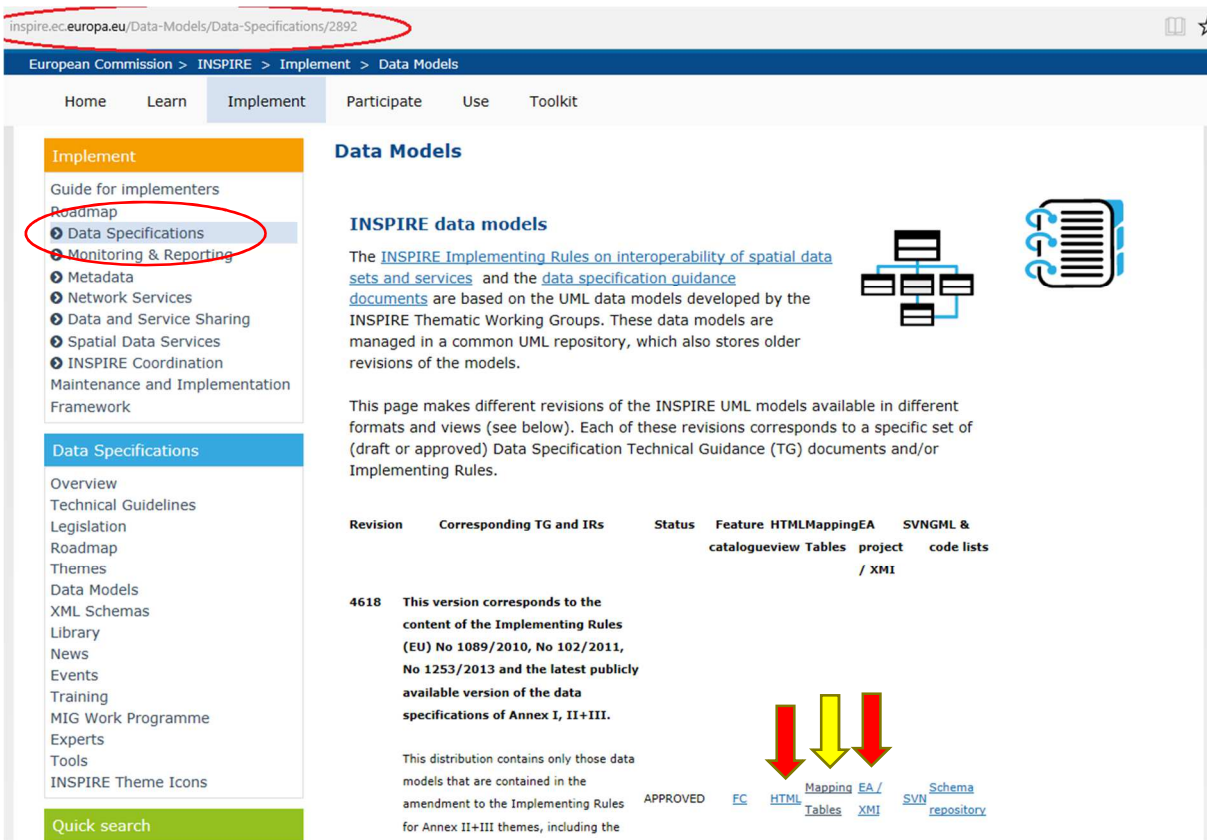 inspire.ec.europa.eu/Data-Models/Data-Specifications/2892
European Commission > INSPIRE > Implement > Data Models
Home Learn Implement Participate Use Toolkit
Implement
Guide for implementers
Roadmap
Data Specifications
Monitoring & Reporting
Metadata
Network Services
Data and Service Sharing
Spatial Data Services
INSPIRE Coordination
Maintenance and Implementation
Framework
Data Specifications
Overview
Technical Guidelines
Legislation
Roadmap
Themes
Data Models
XML Schemas
Library
News
Events
Training
MIG Work Programme
Experts
Tools
INSPIRE Theme Icons
Quick search
Data Models
INSPIRE data models
The INSPIRE Implementing Rules on interoperability of spatial data
sets and services and the data specification guidance
documents are based on the UML data models developed by the
INSPIRE Thematic Working Groups. These data models are
managed in a common UML repository, which also stores older
revisions of the models.
This page makes different revisions of the INSPIRE UML models available in different
formats and views (see below). Each of these revisions corresponds to a specific set of
(draft or approved) Data Specification Technical Guidance (TG) documents and/or
Implementing Rules.
Revision Corresponding TG and IRs Status Feature HTMLMappingEA SVNGML &
catalogueview Tables project code lists
/ XMI
4618 This version corresponds to the
content of the Implementing Rules
(EU) No 1089/2010, No 102/2011,
No 1253/2013 and the latest publicly
available version of the data
specifications of Annex I, II+III.
This distribution contains only those data
models that are contained in the
amendment to the Implementing Rules
for Annex II+III themes, including the
APPROVED FC HTML Mapping EA / SVN Schema
Tables XMI repository